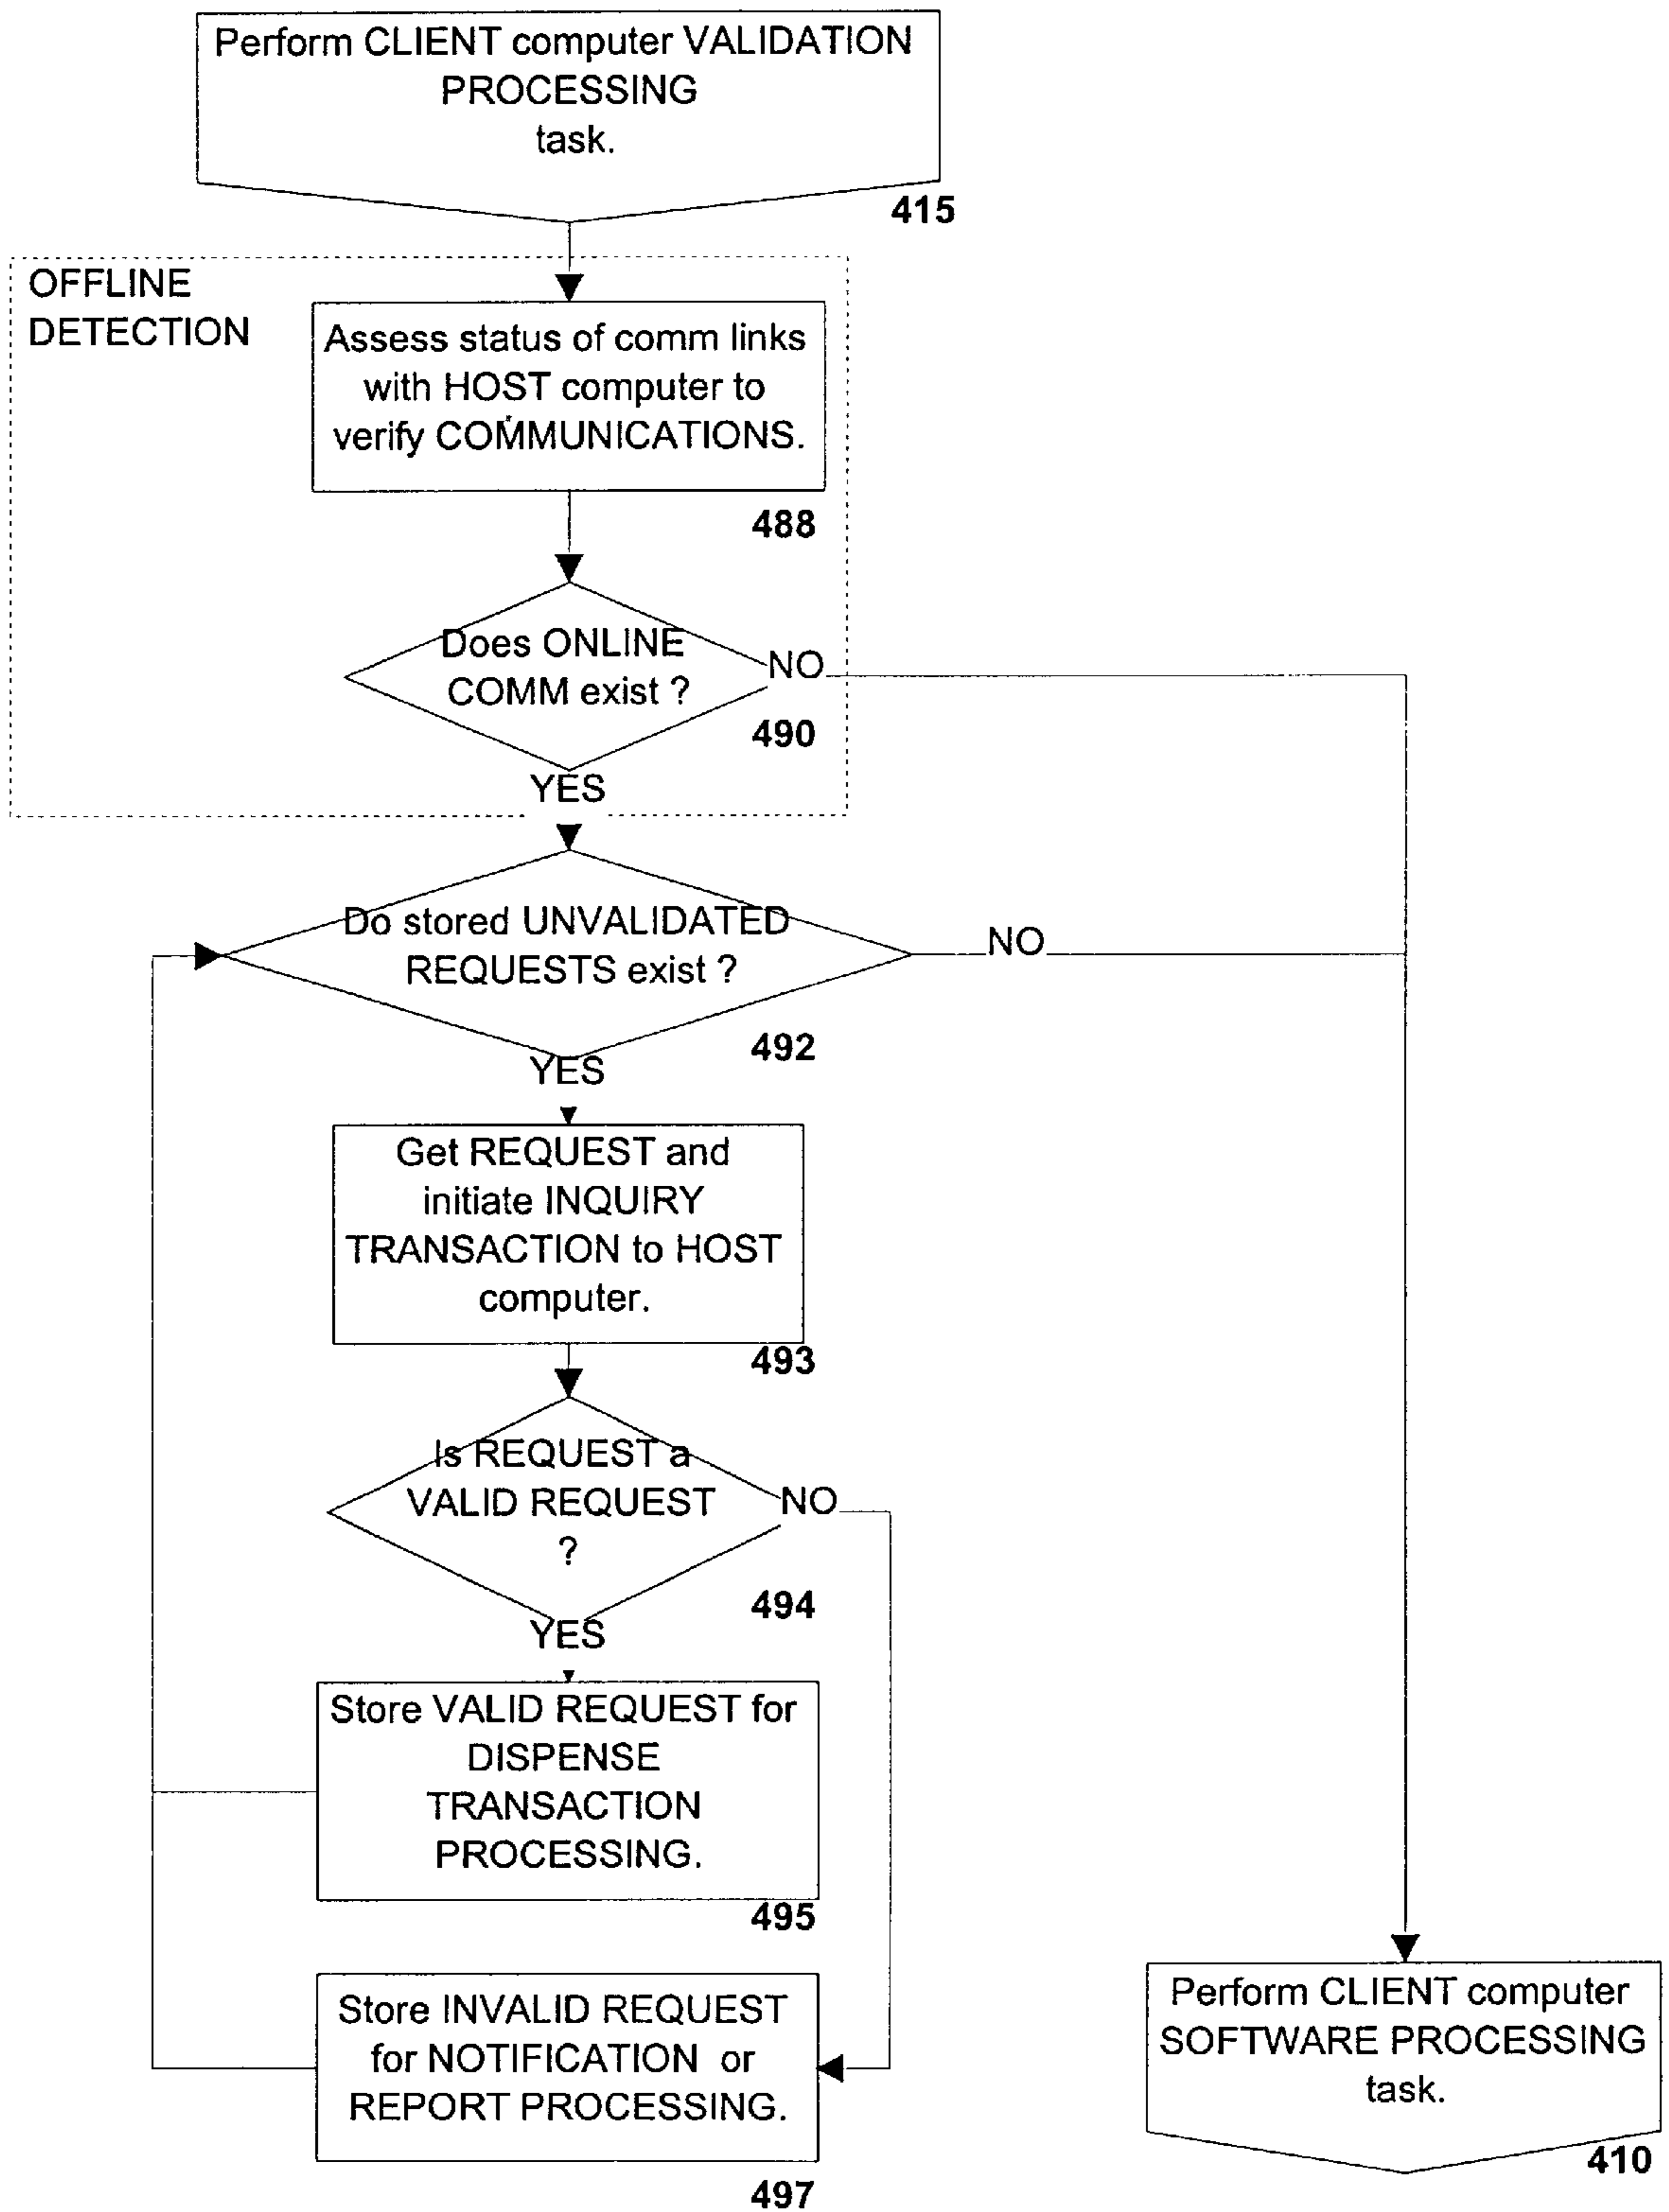 Perform CLIENT computer VALIDATION
PROCESSING
task.
415
OFFLINE
DETECTION
Assess status of comm links
with HOST computer to
verify COMMUNICATIONS.
488
Does ONLINE
COMM exist ?
NO
490
YES
Do stored UNVALIDATED
REQUESTS exist ?
NO
492
YES
Get REQUEST and
initiate INQUIRY
TRANSACTION to HOST
computer.
493
Is REQUEST a
VALID REQUEST
?
NO
494
YES
Store VALID REQUEST for
DISPENSE
TRANSACTION
PROCESSING.
495
Store INVALID REQUEST
for NOTIFICATION or
REPORT PROCESSING.
497
Perform CLIENT computer
SOFTWARE PROCESSING
task.
410